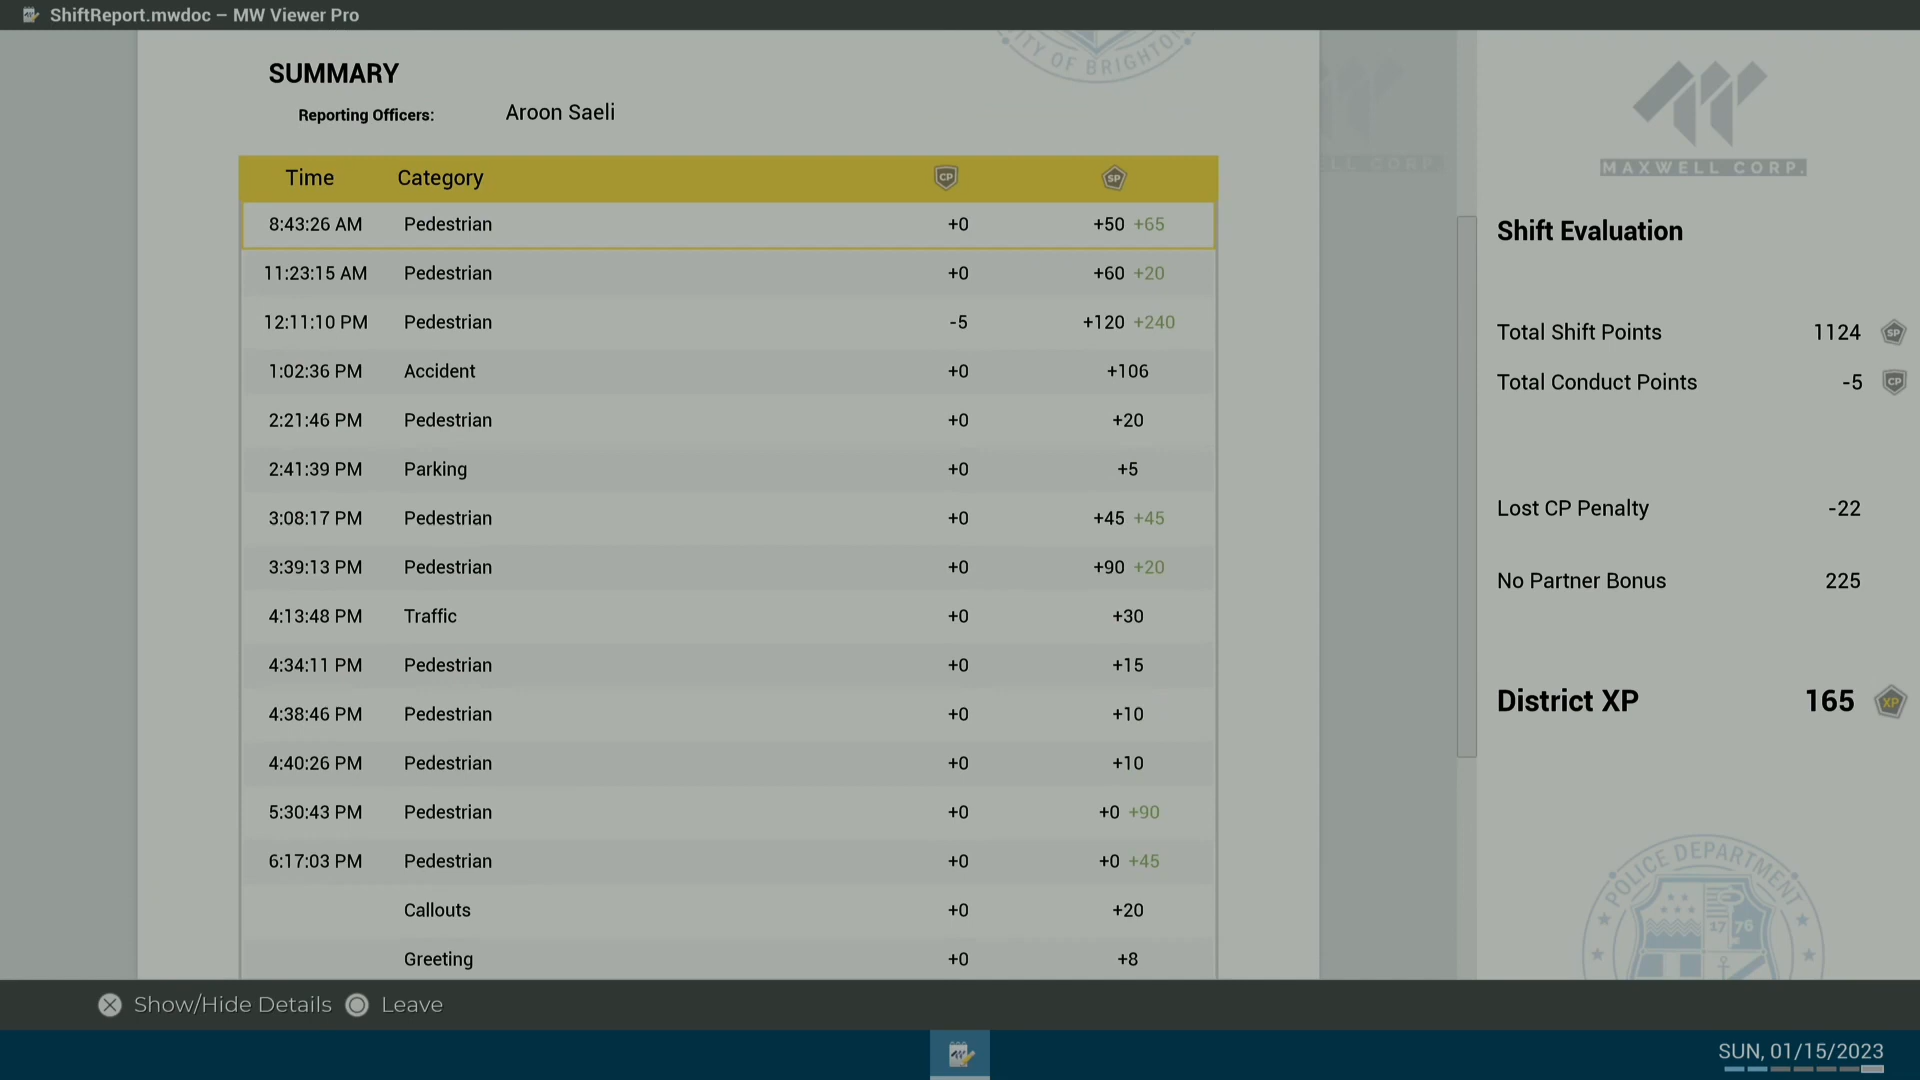 ShiftReport.mwdoc – MW Viewer Pro
CITY OF BRIGHTON
SUMMARY
Reporting Officers: Aroon Saeli
Time Category CP SP
8:43:26 AM Pedestrian +0 +50 +65
11:23:15 AM Pedestrian +0 +60 +20
12:11:10 PM Pedestrian -5 +120 +240
1:02:36 PM Accident +0 +106
2:21:46 PM Pedestrian +0 +20
2:41:39 PM Parking +0 +5
3:08:17 PM Pedestrian +0 +45 +45
3:39:13 PM Pedestrian +0 +90 +20
4:13:48 PM Traffic +0 +30
4:34:11 PM Pedestrian +0 +15
4:38:46 PM Pedestrian +0 +10
4:40:26 PM Pedestrian +0 +10
5:30:43 PM Pedestrian +0 +0 +90
6:17:03 PM Pedestrian +0 +0 +45
Callouts +0 +20
Greeting +0 +8
MAXWELL CORP.
Shift Evaluation
Total Shift Points 1124 SP
Total Conduct Points -5 CP
Lost CP Penalty -22
No Partner Bonus 225
District XP 165 XP
POLICE DEPARTMENT
1776
Show/Hide Details Leave
SUN, 01/15/2023